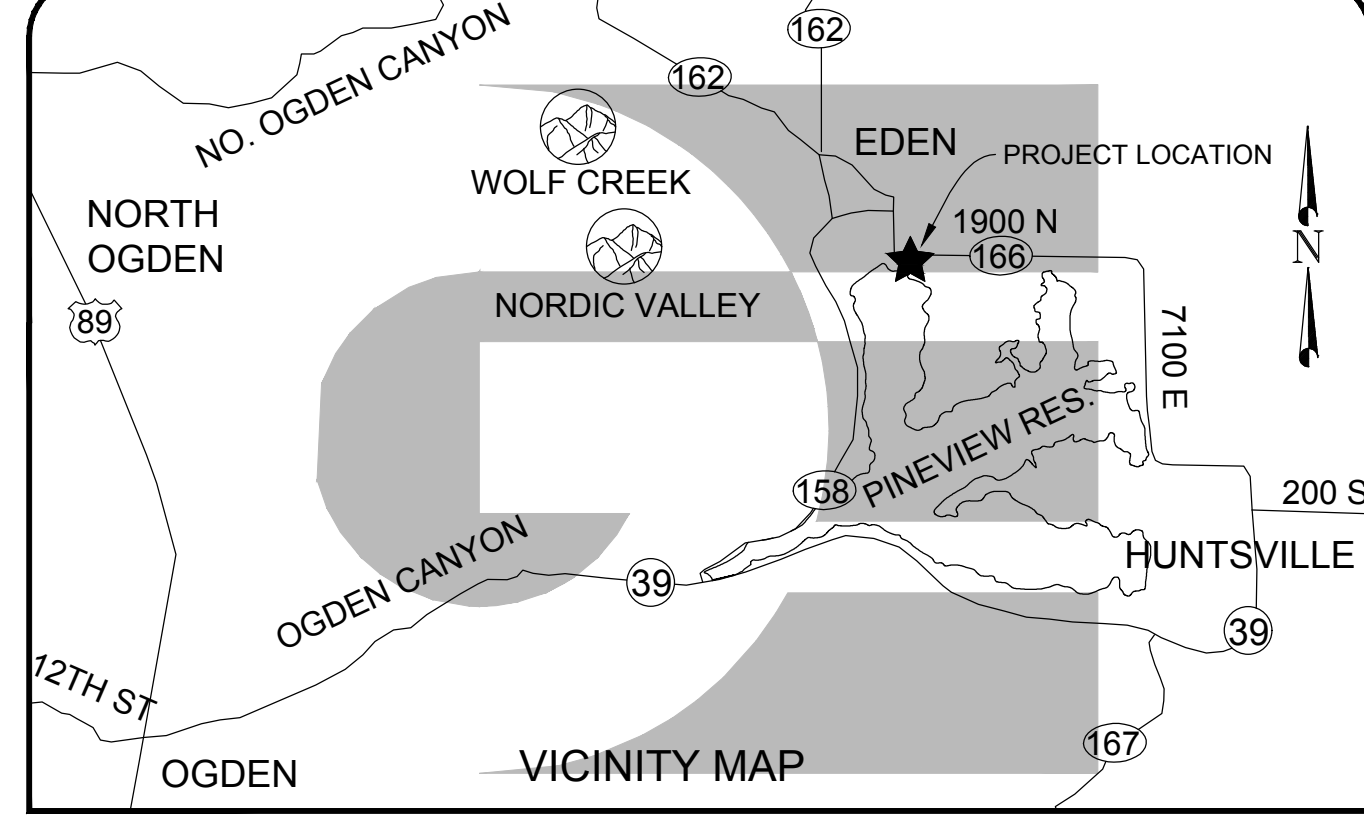 162
162
NO. OGDEN CANYON
EDEN
PROJECT LOCATION
WOLF CREEK
NORTH
OGDEN
1900 N
166
N
NORDIC VALLEY
89
7100 E
PINEVIEW RES.
158
200 S
OGDEN CANYON
HUNTSVILLE
39
39
12TH ST
167
VICINITY MAP
OGDEN